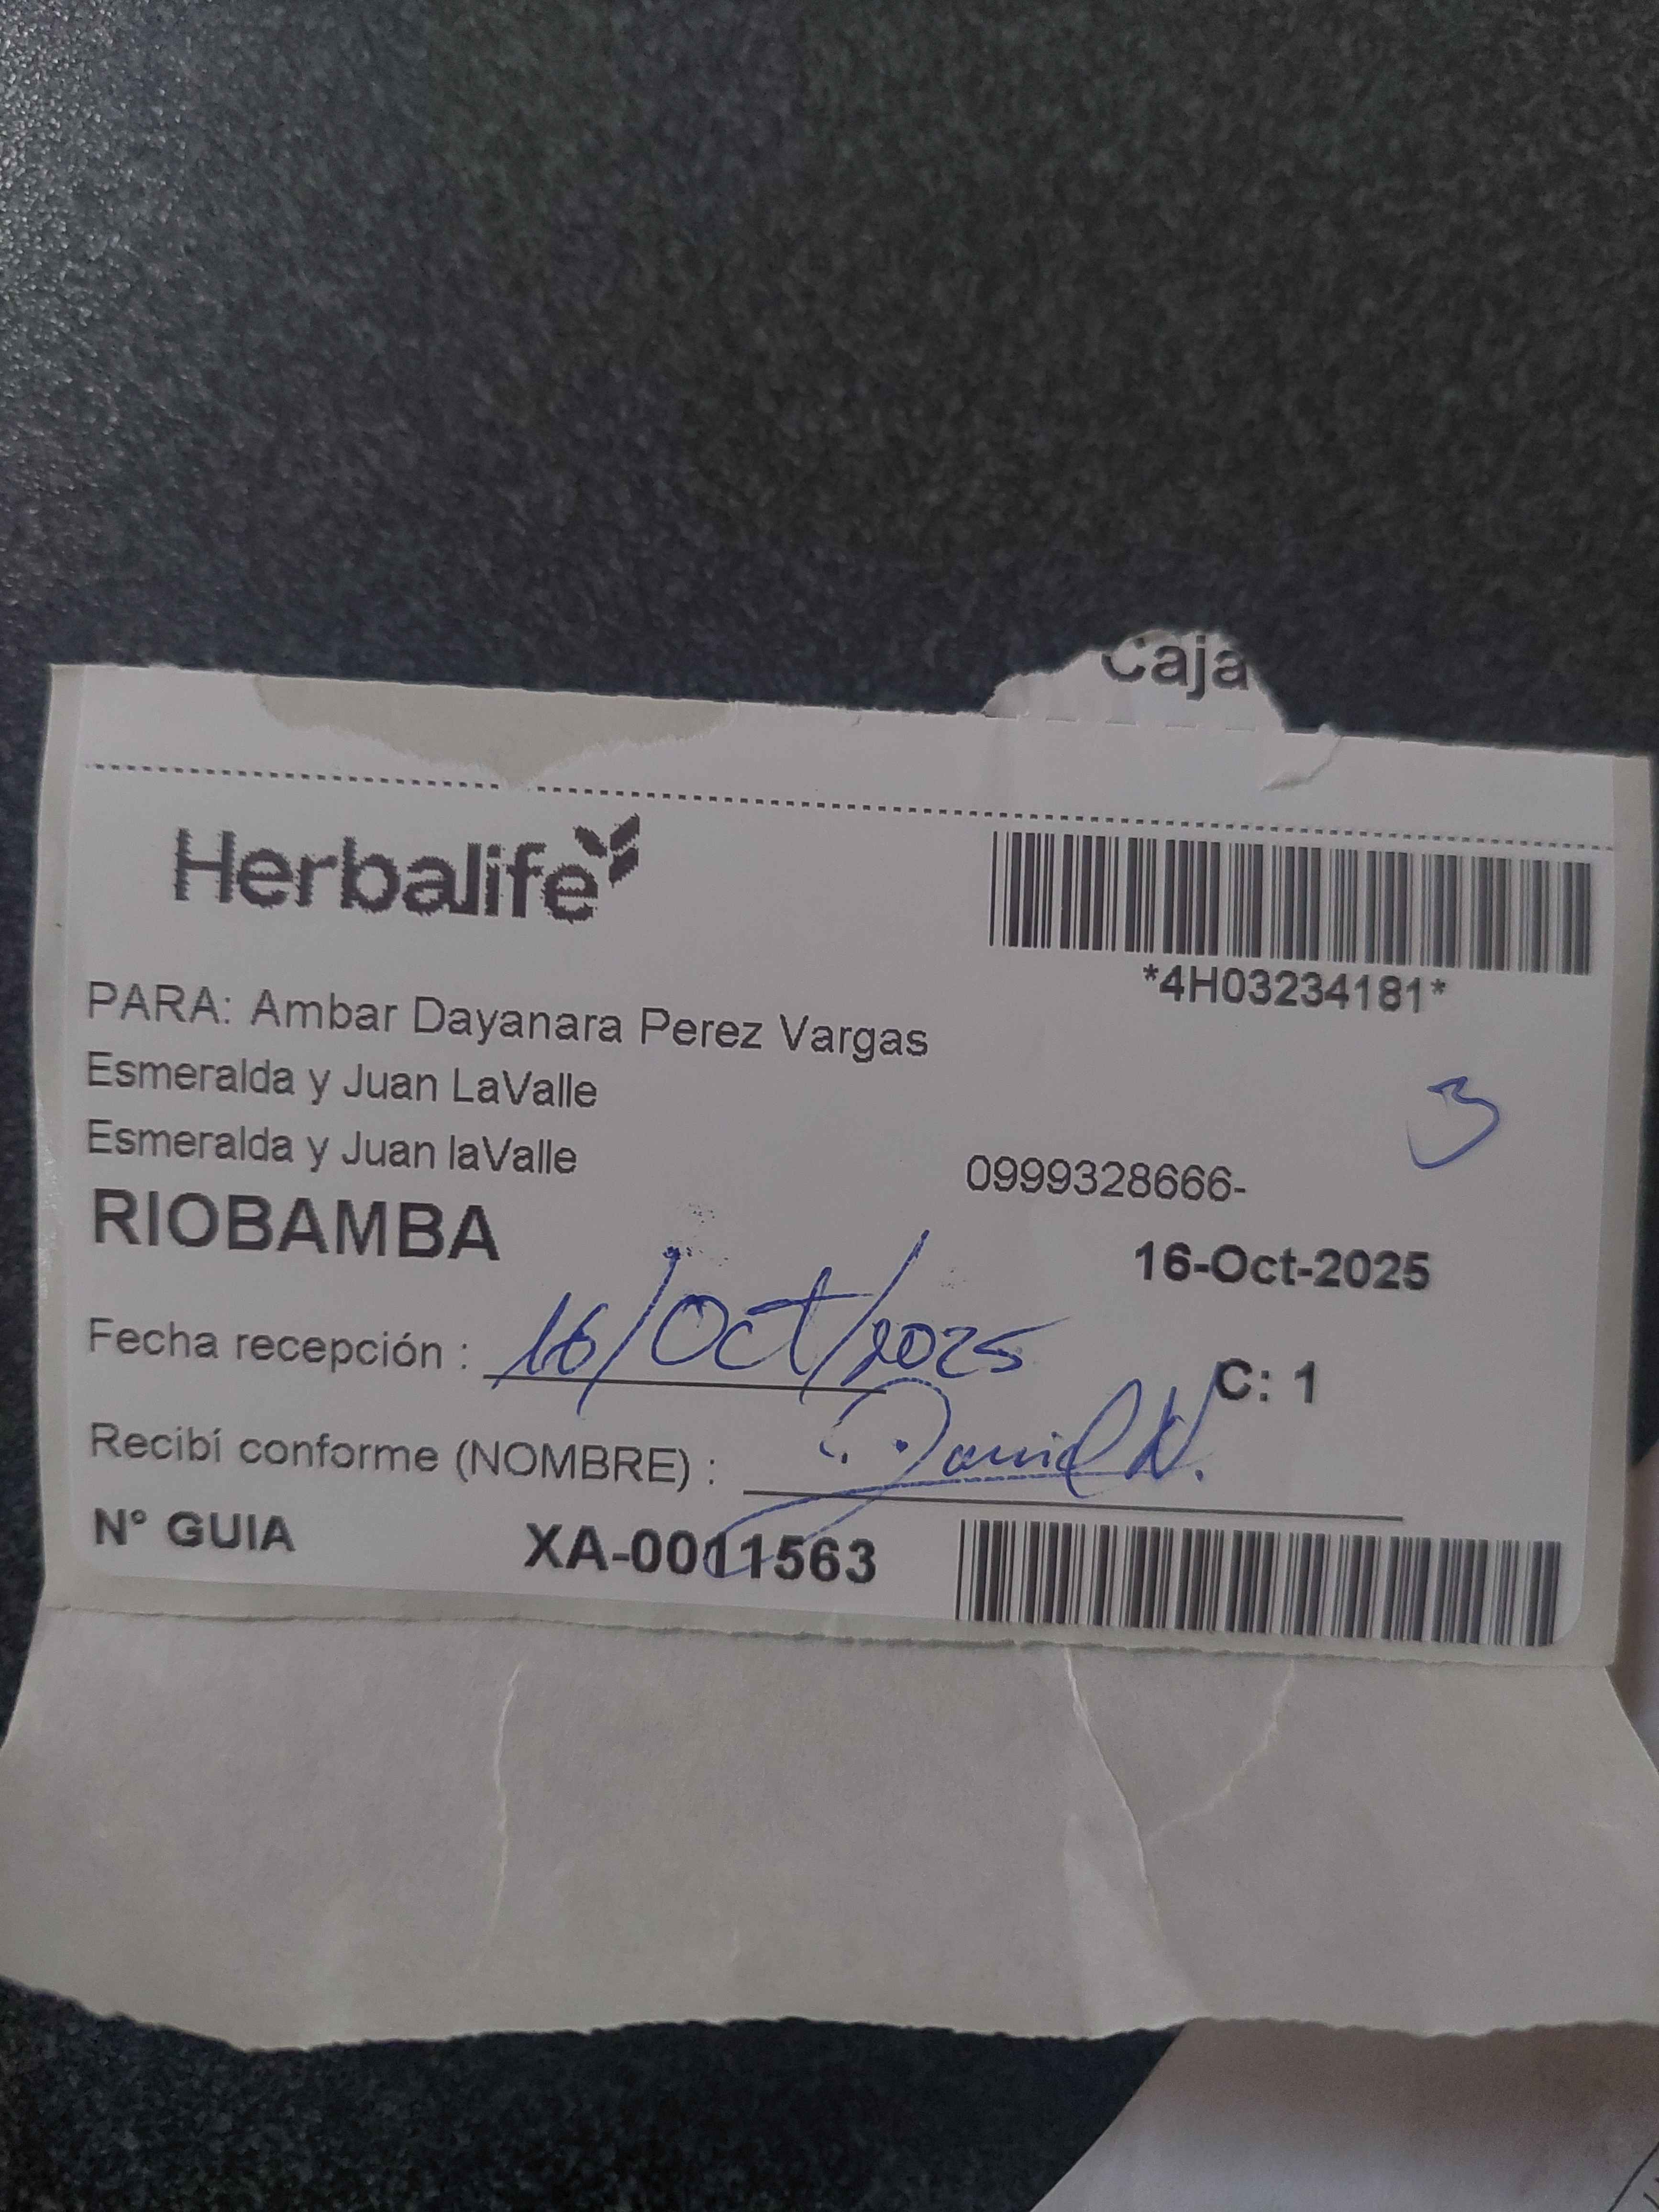 Caja
Herbalife
*4H03234181*
PARA: Ambar Dayanara Perez Vargas
Esmeralda y Juan LaValle
3
Esmeralda y Juan laValle
0999328666-
RIOBAMBA
16-Oct-2025
Fecha recepción : 16/Oct/2025
C: 1
Recibí conforme (NOMBRE) : David N.
N° GUIA XA-0011563